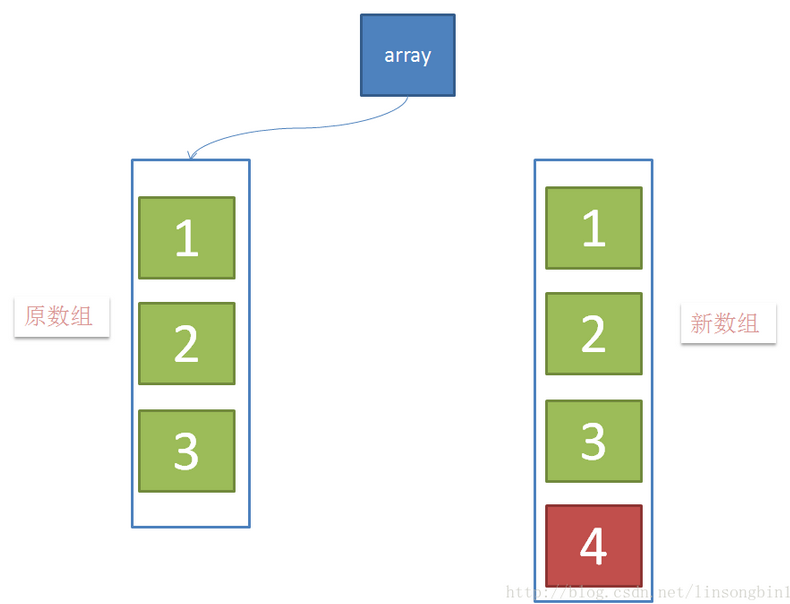 array
原数组
1
2
3
新数组
1
2
3
4
http://blog.csdn.net/linsongbin1